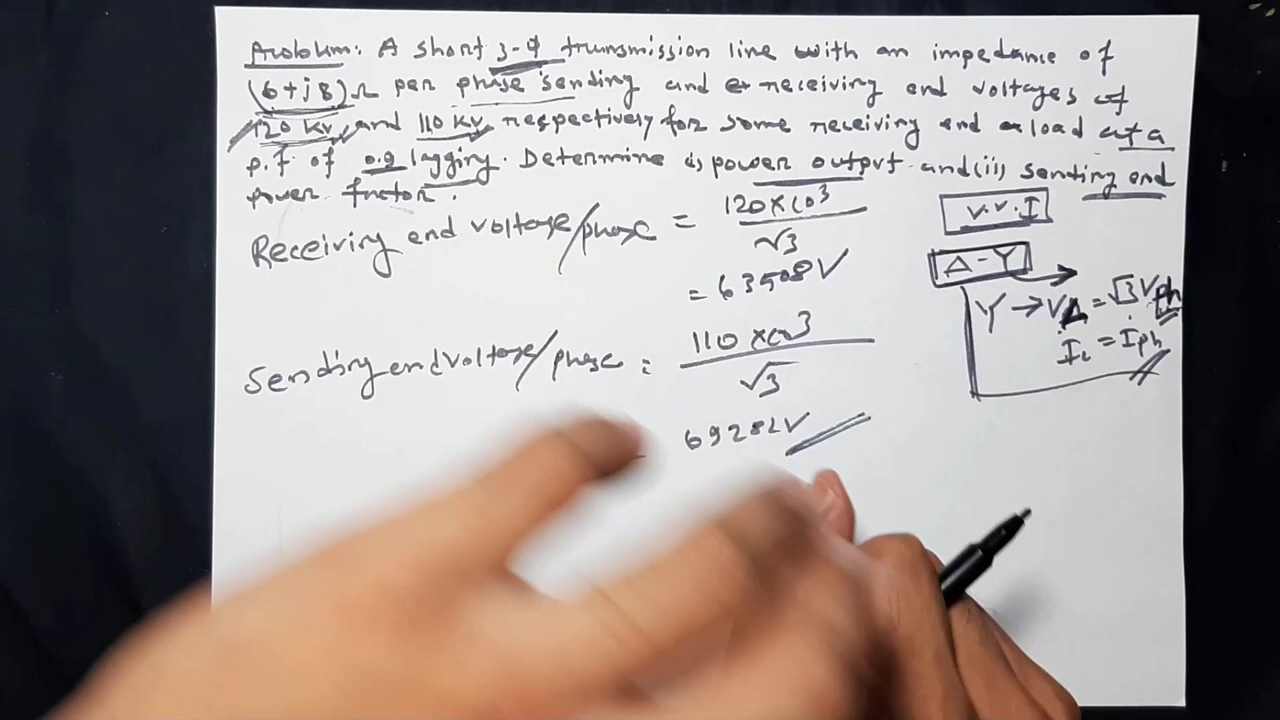 Problem: A short 3-φ transmission line with an impedance of
(6+j8)Ω per phase sending and receiving end voltages of
120 kv and 110 kv respectively for some receiving end load at a
p.f of 0.9 lagging. Determine i) power output and (ii) sending end
power factor.
Receiving end voltage/phase = 120×10³/√3
= 63508V
Sending end voltage/phase = 110×10³/√3
69282V
V.V.I
Δ-Y
Y → V = √3 Vph
IL = Iph